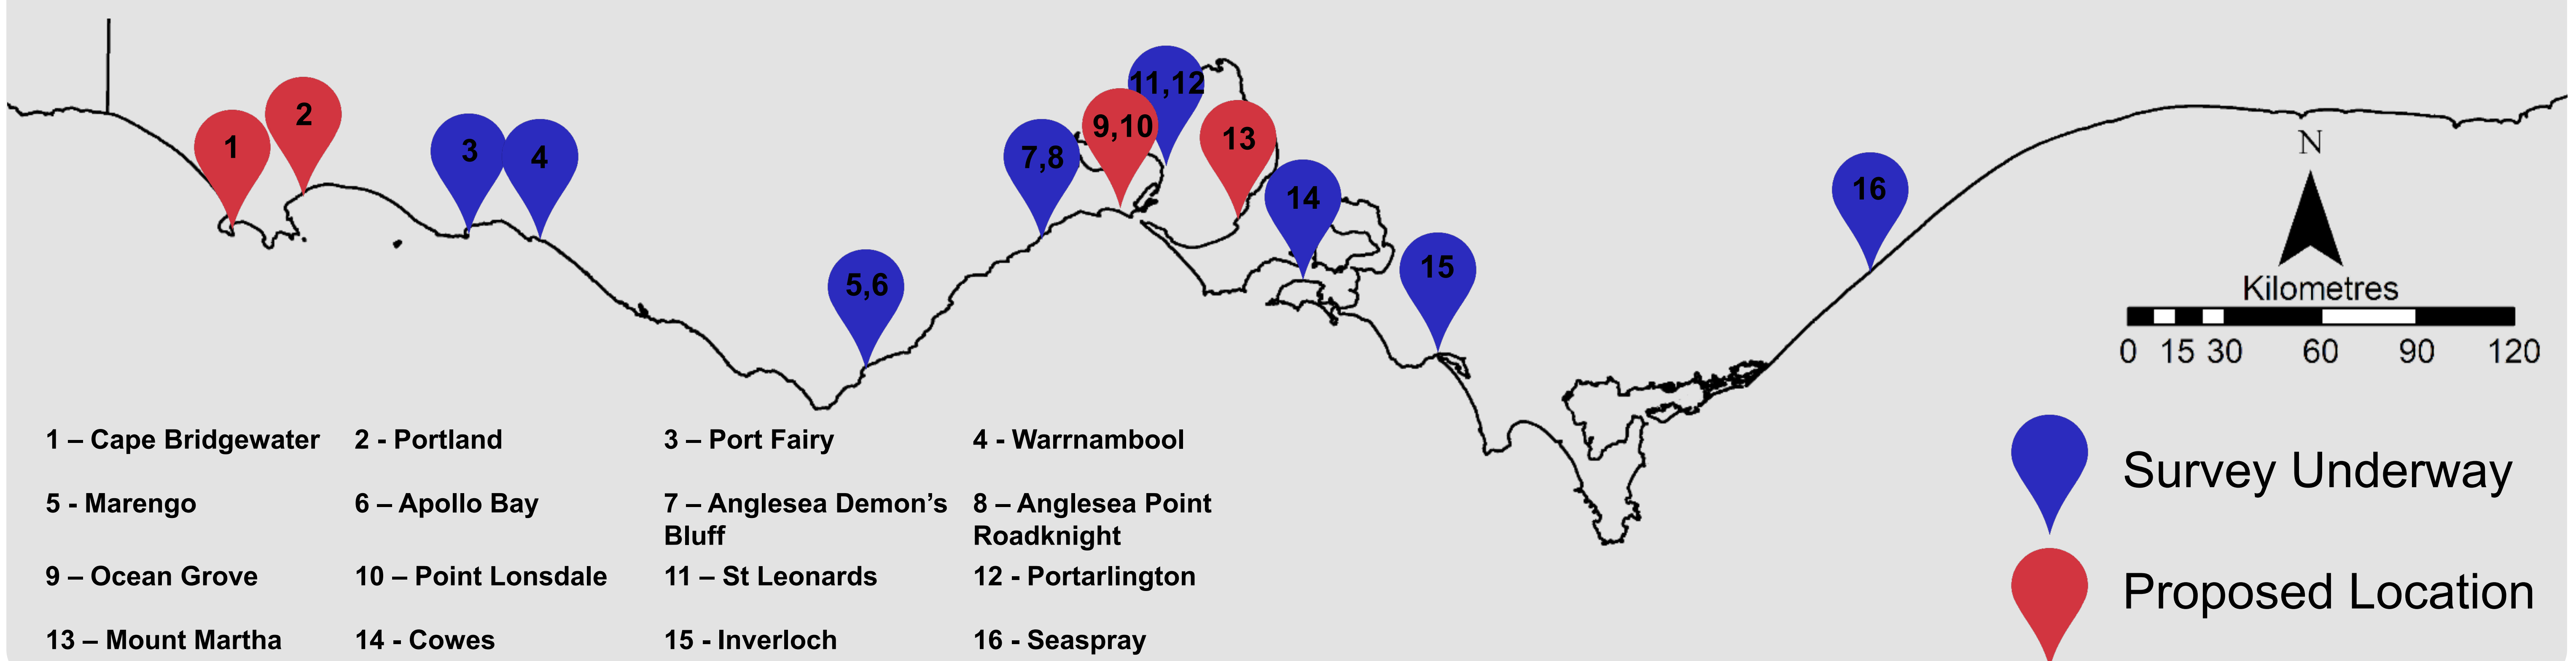 11,12
2
9,10
13
1
3
4
7,8
14
16
15
5,6
N
Kilometres
0 15 30 60 90 120
1 – Cape Bridgewater
2 - Portland
3 – Port Fairy
4 - Warrnambool
5 - Marengo
6 – Apollo Bay
7 – Anglesea Demon’s
Bluff
8 – Anglesea Point
Roadknight
9 – Ocean Grove
10 – Point Lonsdale
11 – St Leonards
12 - Portarlington
13 – Mount Martha
14 - Cowes
15 - Inverloch
16 - Seaspray
Survey Underway
Proposed Location